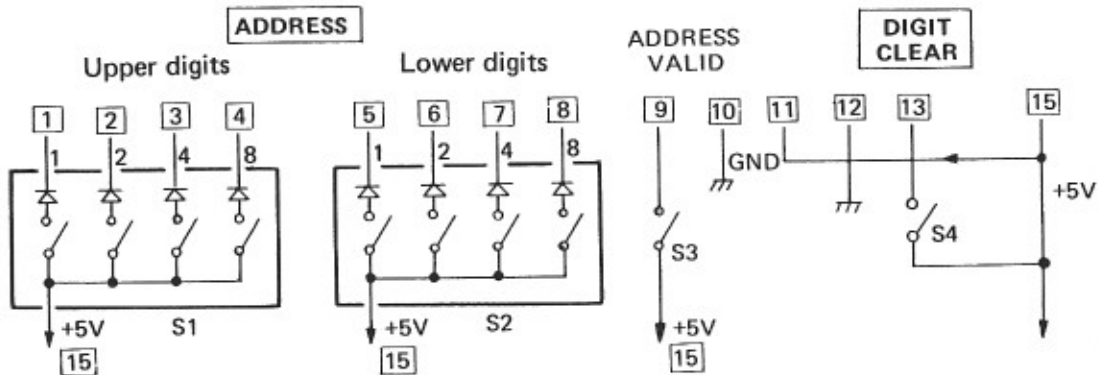 ADDRESS
Upper digits
Lower digits
ADDRESS
VALID
DIGIT
CLEAR
1 2 3 4 5 6 7 8 9 10 11 12 13 15
1 2 4 8 1 2 4 8
GND
+5V
S3
S4
+5V S1
+5V S2
+5V
15
15
15